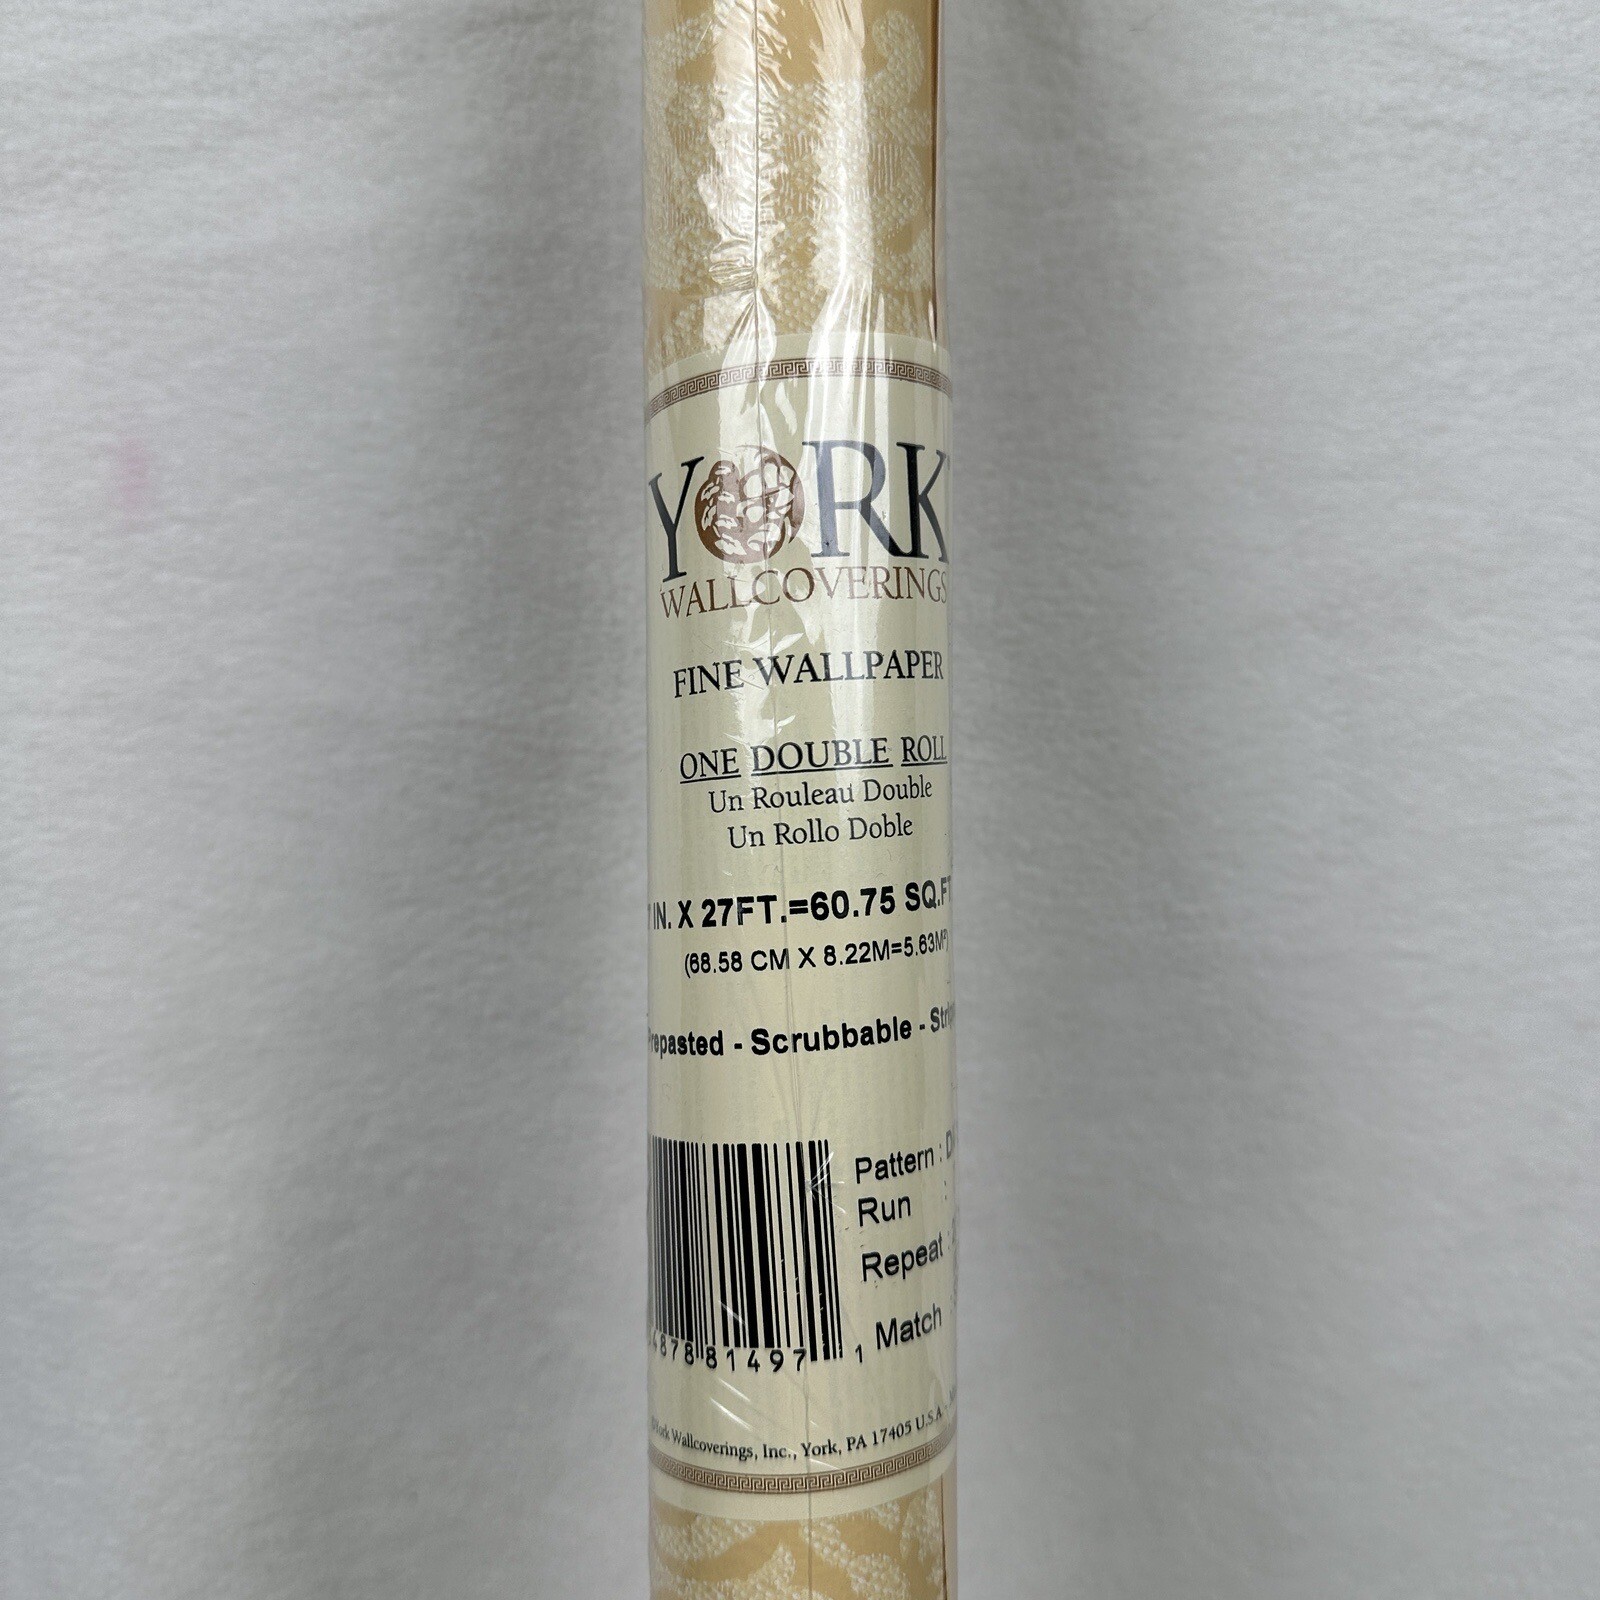 YORK
WALLCOVERINGS
FINE WALLPAPER
ONE DOUBLE ROLL
Un Rouleau Double
Un Rollo Doble
IN. X 27FT.=60.75 SQ.FT
(68.58 CM X 8.22M=5.63M²)
Prepasted - Scrubbable -
Pattern :
Run :
Repeat :
Match
4878 81497 1
©York Wallcoverings, Inc., York, PA 17405 U.S.A. -